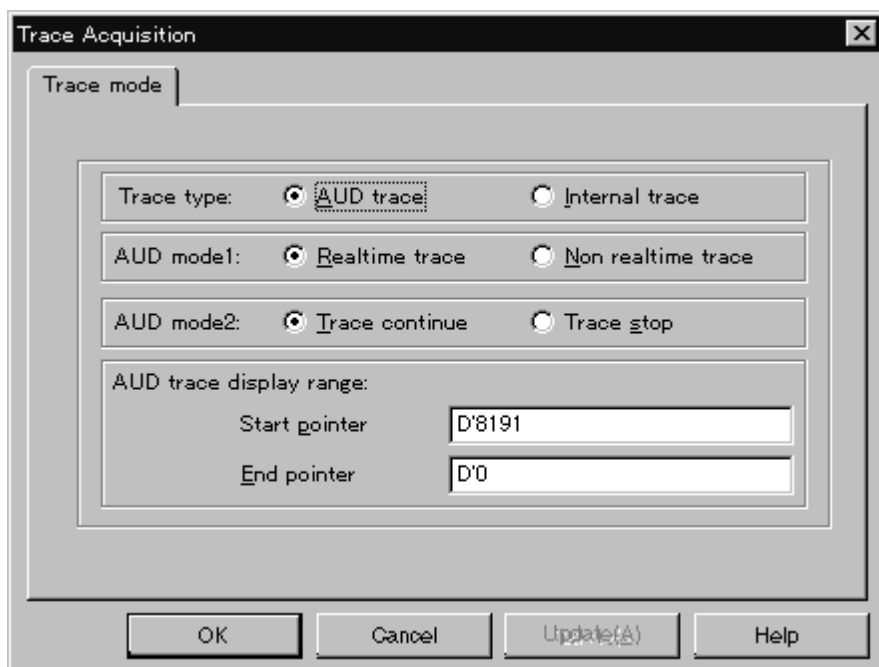 Trace Acquisition
Trace mode
Trace type: AUD trace Internal trace
AUD mode1: Realtime trace Non realtime trace
AUD mode2: Trace continue Trace stop
AUD trace display range:
Start pointer D'8191
End pointer D'0
OK Cancel Update(A) Help